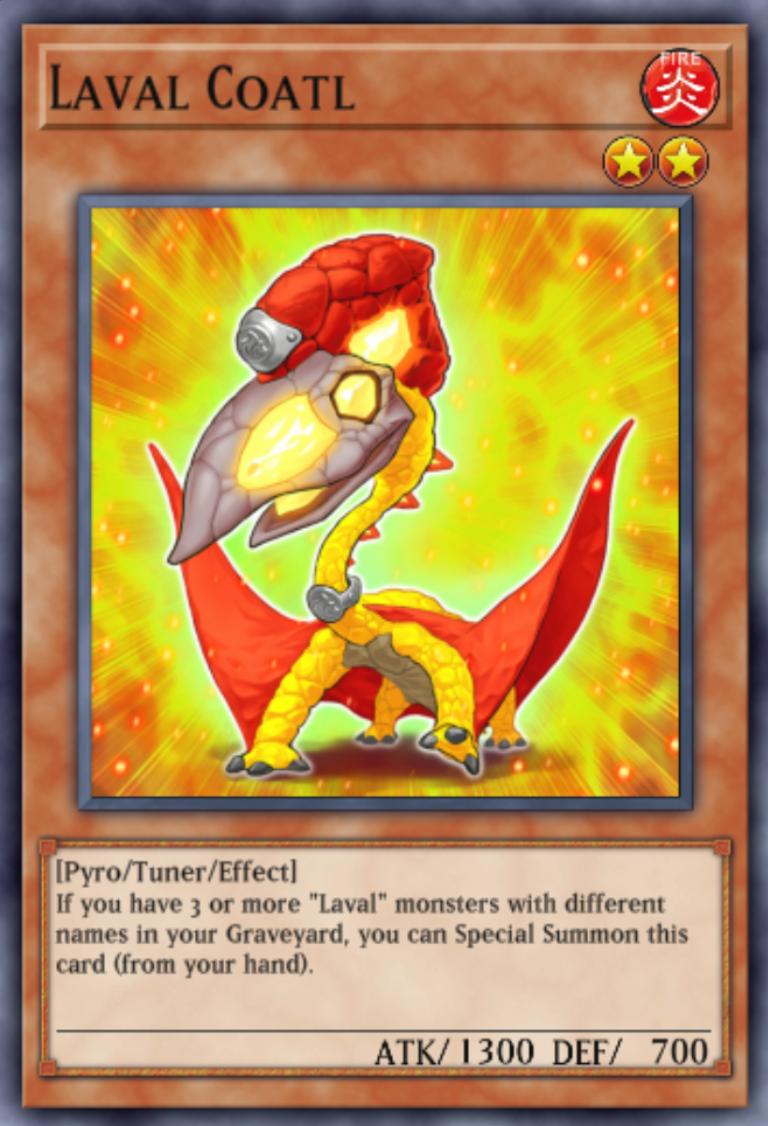 LAVAL COATL
FIRE
炎
[Pyro/Tuner/Effect]
If you have 3 or more "Laval" monsters with different
names in your Graveyard, you can Special Summon this
card (from your hand).
ATK/ 1300 DEF/ 700